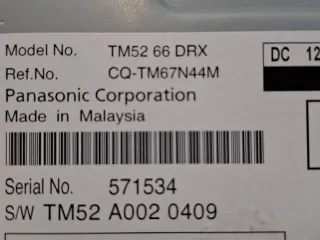 Model No. TM52 66 DRX DC 12
Ref.No. CQ-TM67N44M
Panasonic Corporation
Made in Malaysia
Serial No. 571534
S/W TM52 A002 0409